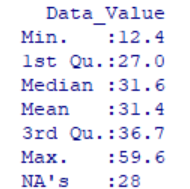 Data_Value
Min.   :12.4
1st Qu.:27.0
Median :31.6
Mean   :31.4
3rd Qu.:36.7
Max.   :59.6
NA's   :28